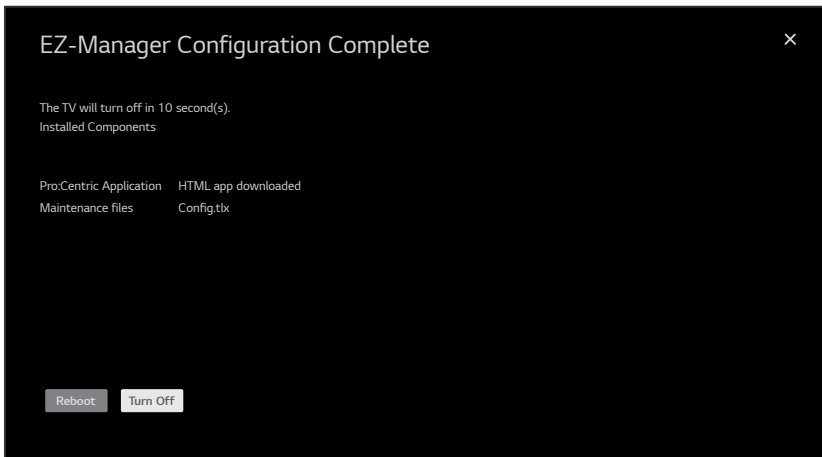 EZ-Manager Configuration Complete
The TV will turn off in 10 second(s).
Installed Components
Pro:Centric Application HTML app downloaded
Maintenance files Config.tlx
Reboot Turn Off